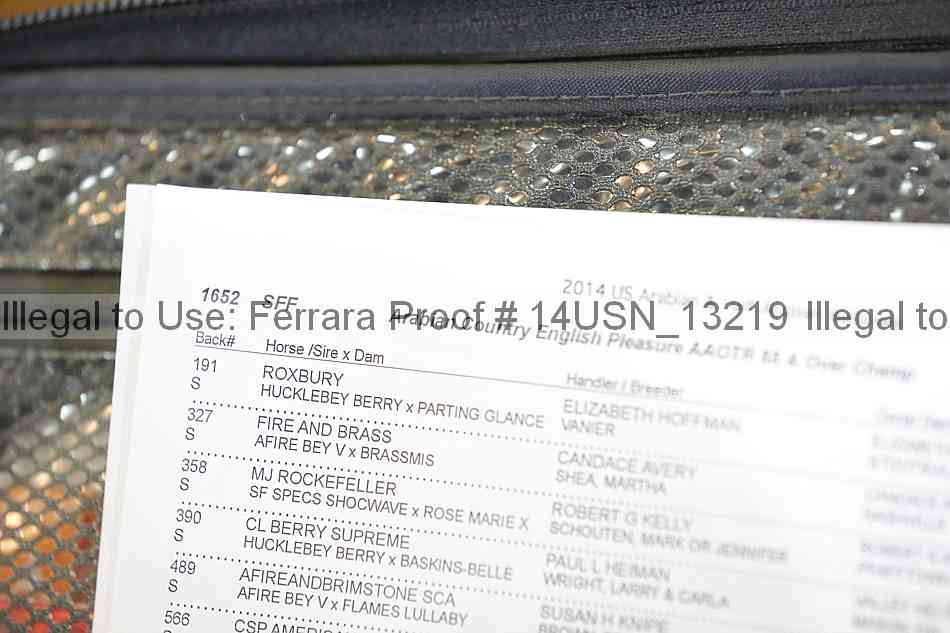 2014 US Arabian
1652 SFF
Illegal to Use: Ferrara Proof # 14USN_13219 Illegal to
Arabian Country English Pleasure AAOTR & Over Champ
Back# Horse /Sire x Dam Handler / Breeder
191 ROXBURY ELIZABETH HOFFMAN
S HUCKLEBEY BERRY x PARTING GLANCE VANIER
327 FIRE AND BRASS CANDACE AVERY
S AFIRE BEY V x BRASSMIS SHEA, MARTHA
358 MJ ROCKEFELLER ROBERT G KELLY
S SF SPECS SHOCWAVE x ROSE MARIE X SCHOUTEN, MARK OR JENNIFER
390 CL BERRY SUPREME PAUL L HEIMAN
S HUCKLEBEY BERRY x BASKINS-BELLE WRIGHT, LARRY & CARLA
489 AFIREANDBRIMSTONE SCA SUSAN H KNIPE
S AFIRE BEY V x FLAMES LULLABY
566 CSP